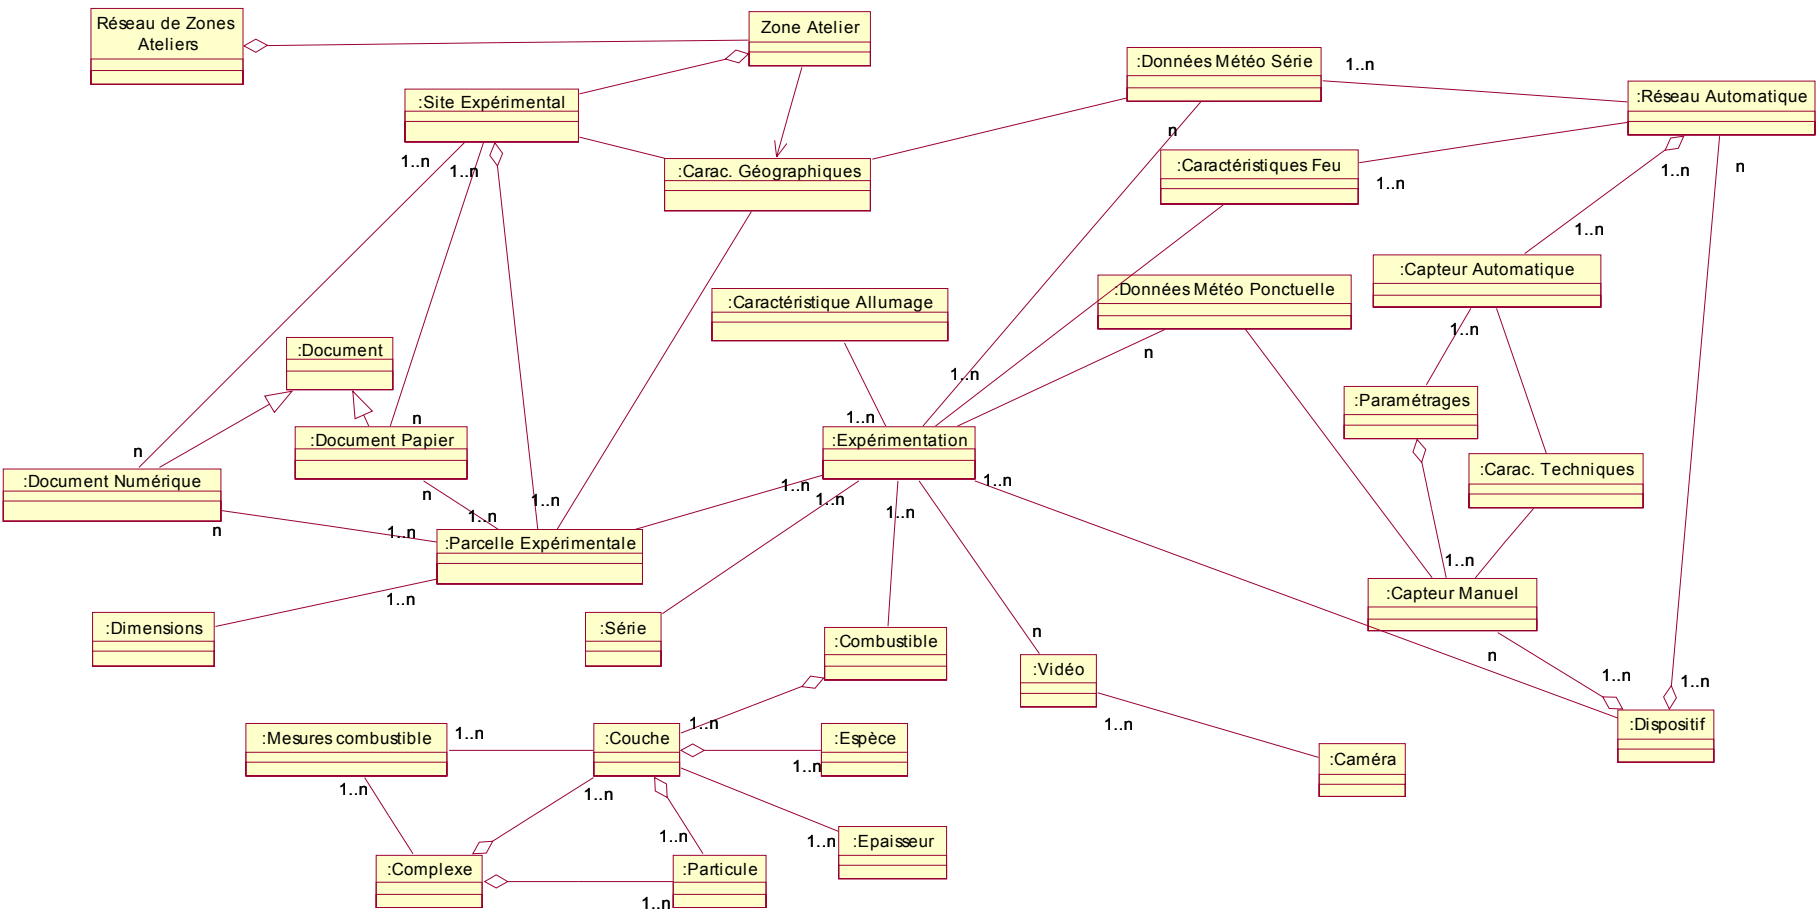 Réseau de Zones
Ateliers
Zone Atelier
:Données Météo Série
1..n
:Réseau Automatique
:Site Expérimental
n
1..n
1..n
:Carac. Géographiques
:Caractéristiques Feu
1..n
1..n
n
1..n
:Capteur Automatique
:Caractéristique Allumage
:Données Météo Ponctuelle
1..n
:Document
n
1..n
:Paramétrages
n
1..n
:Document Papier
:Expérimentation
n
:Carac. Techniques
:Document Numérique
1..n
1..n
n
1..n
1..n
1..n
1..n
n
1..n
:Parcelle Expérimentale
1..n
:Capteur Manuel
1..n
:Dimensions
:Série
:Combustible
n
n
:Vidéo
1..n
1..n
:Mesures combustible
1..n
:Couche
1..n
:Espèce
1..n
:Dispositif
1..n
:Caméra
1..n
1..n
1..n
1..n
:Epaisseur
:Complexe
:Particule
1..n